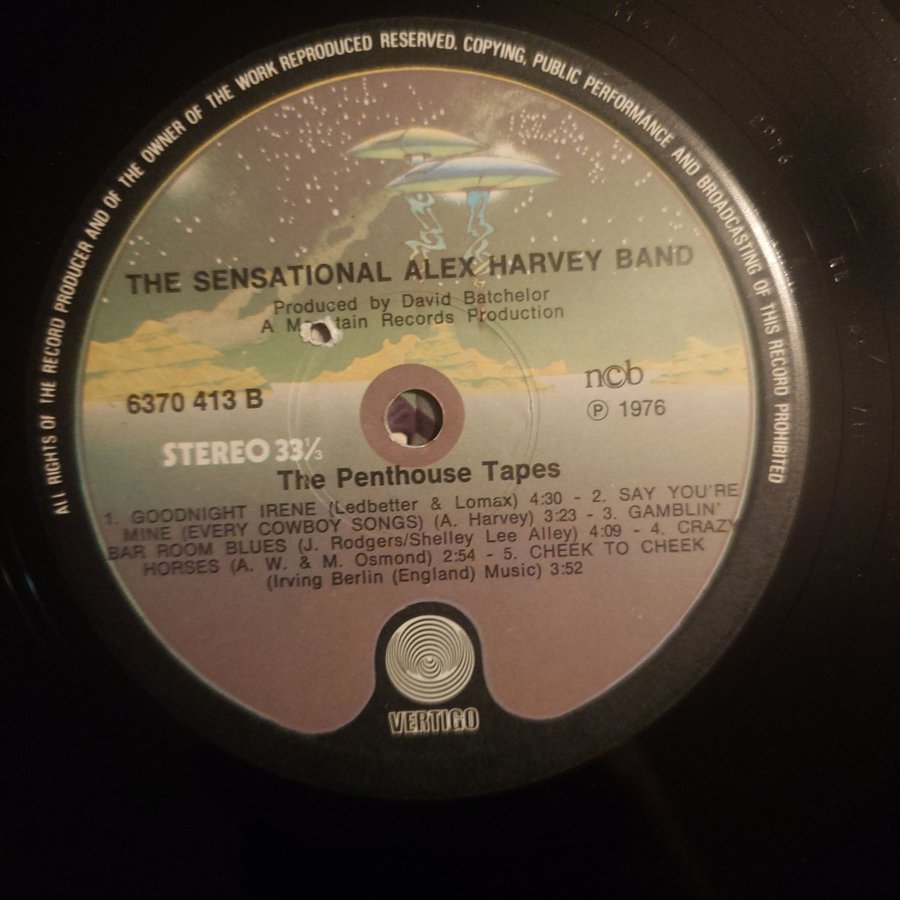 ALL RIGHTS OF THE RECORD PRODUCER AND OF THE OWNER OF THE WORK REPRODUCED RESERVED. COPYING, PUBLIC PERFORMANCE AND BROADCASTING OF THIS RECORD PROHIBITED
THE SENSATIONAL ALEX HARVEY BAND
Produced by David Batchelor
A M tain Records Production
6370 413 B
ncb
Ⓟ 1976
STEREO 33⅓
The Penthouse Tapes
1. GOODNIGHT IRENE (Ledbetter & Lomax) 4:30 - 2. SAY YOU'RE
MINE (EVERY COWBOY SONGS) (A. Harvey) 3:23 - 3. GAMBLIN'
BAR ROOM BLUES (J. Rodgers/Shelley Lee Alley) 4:09 - 4. CRAZY
HORSES (A. W. & M. Osmond) 2:54 - 5. CHEEK TO CHEEK
(Irving Berlin (England) Music) 3:52
VERTIGO